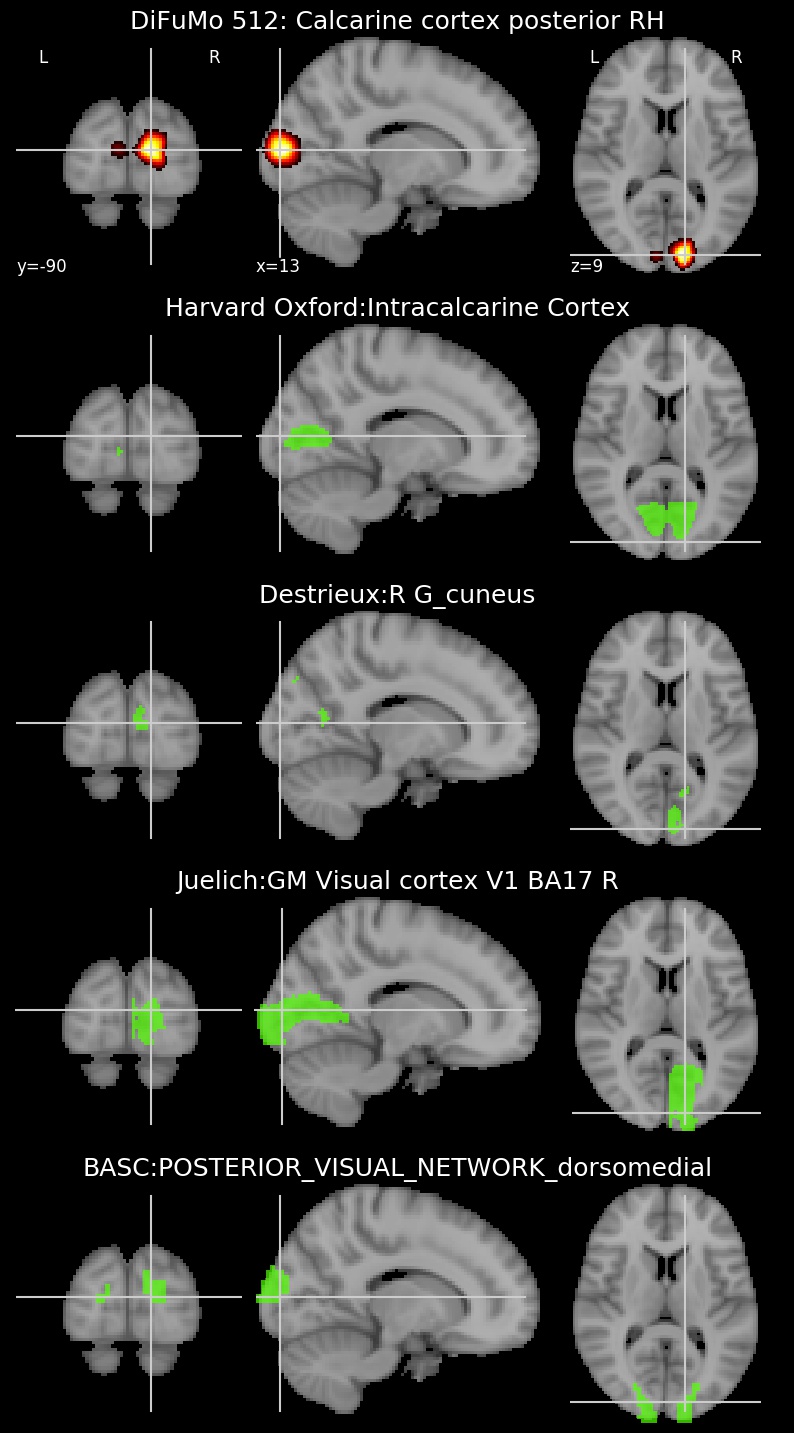 DiFuMo 512: Calcarine cortex posterior RH
L R L R
y=-90 x=13 z=9
Harvard Oxford:Intracalcarine Cortex
Destrieux:R G_cuneus
Juelich:GM Visual cortex V1 BA17 R
BASC:POSTERIOR_VISUAL_NETWORK_dorsomedial